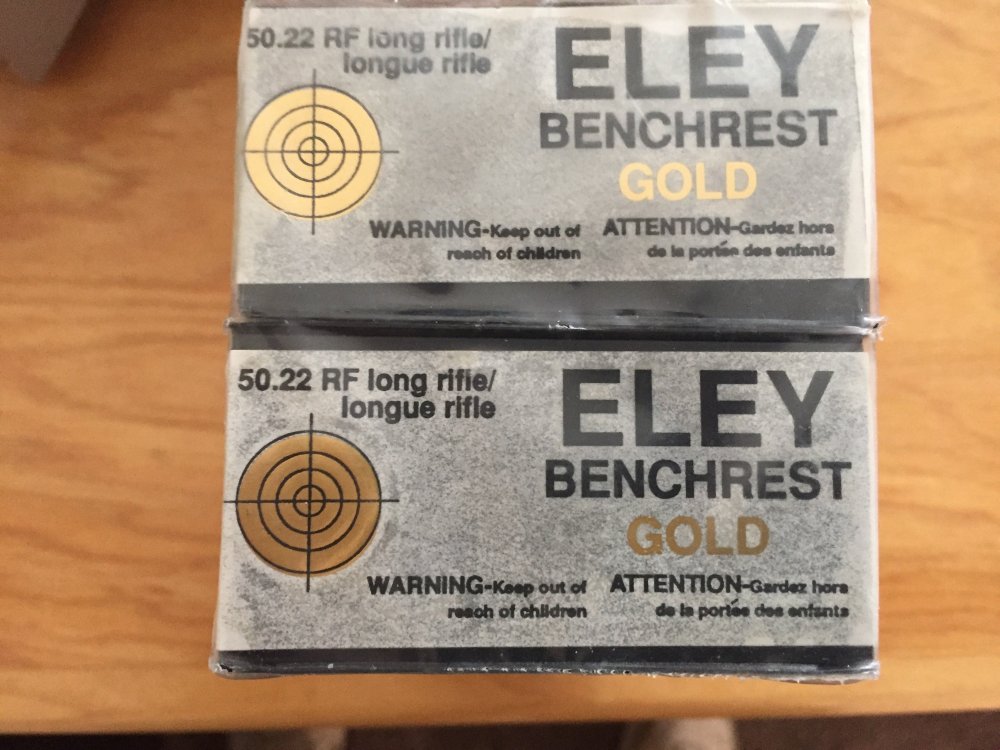 50.22 RF long rifle/
longue rifle
ELEY
BENCHREST
GOLD
WARNING-Keep out of
reach of children
ATTENTION-Gardez hors
de la portée des enfants
50.22 RF long rifle/
longue rifle
ELEY
BENCHREST
GOLD
WARNING-Keep out of
reach of children
ATTENTION-Gardez hors
de la portée des enfants